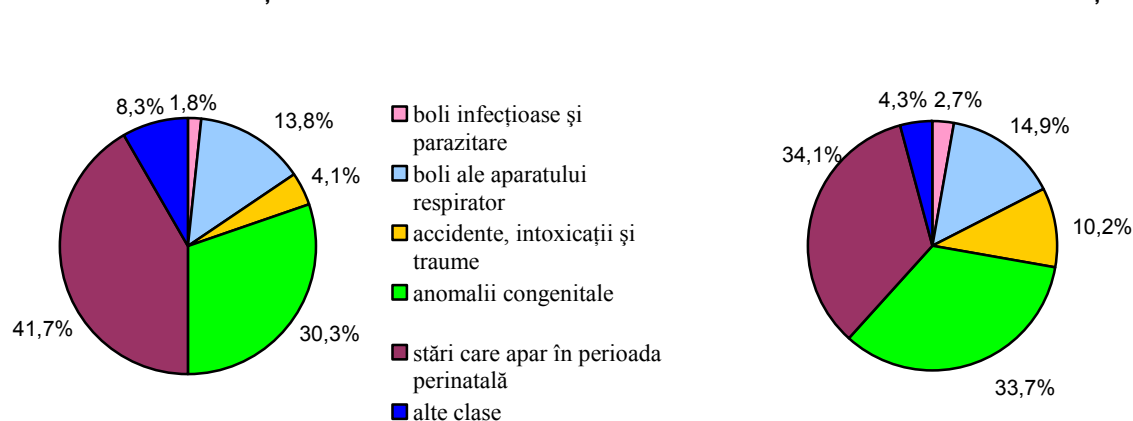 8,3%
1,8%
13,8%
4,1%
30,3%
41,7%
boli infecţioase şi
parazitare
boli ale aparatului
respirator
accidente, intoxicaţii şi
traume
anomalii congenitale
stări care apar în perioada
perinatală
alte clase
4,3%
2,7%
14,9%
10,2%
33,7%
34,1%